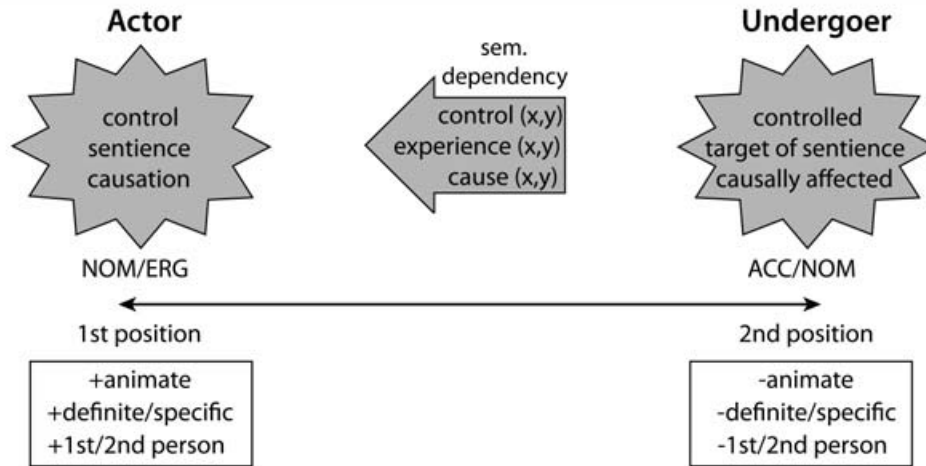 Actor
Undergoer
sem.
dependency
control
sentience
causation
control (x,y)
experience (x,y)
cause (x,y)
controlled
target of sentience
causally affected
NOM/ERG
ACC/NOM
1st position
2nd position
+animate
+definite/specific
+1st/2nd person
-animate
-definite/specific
-1st/2nd person